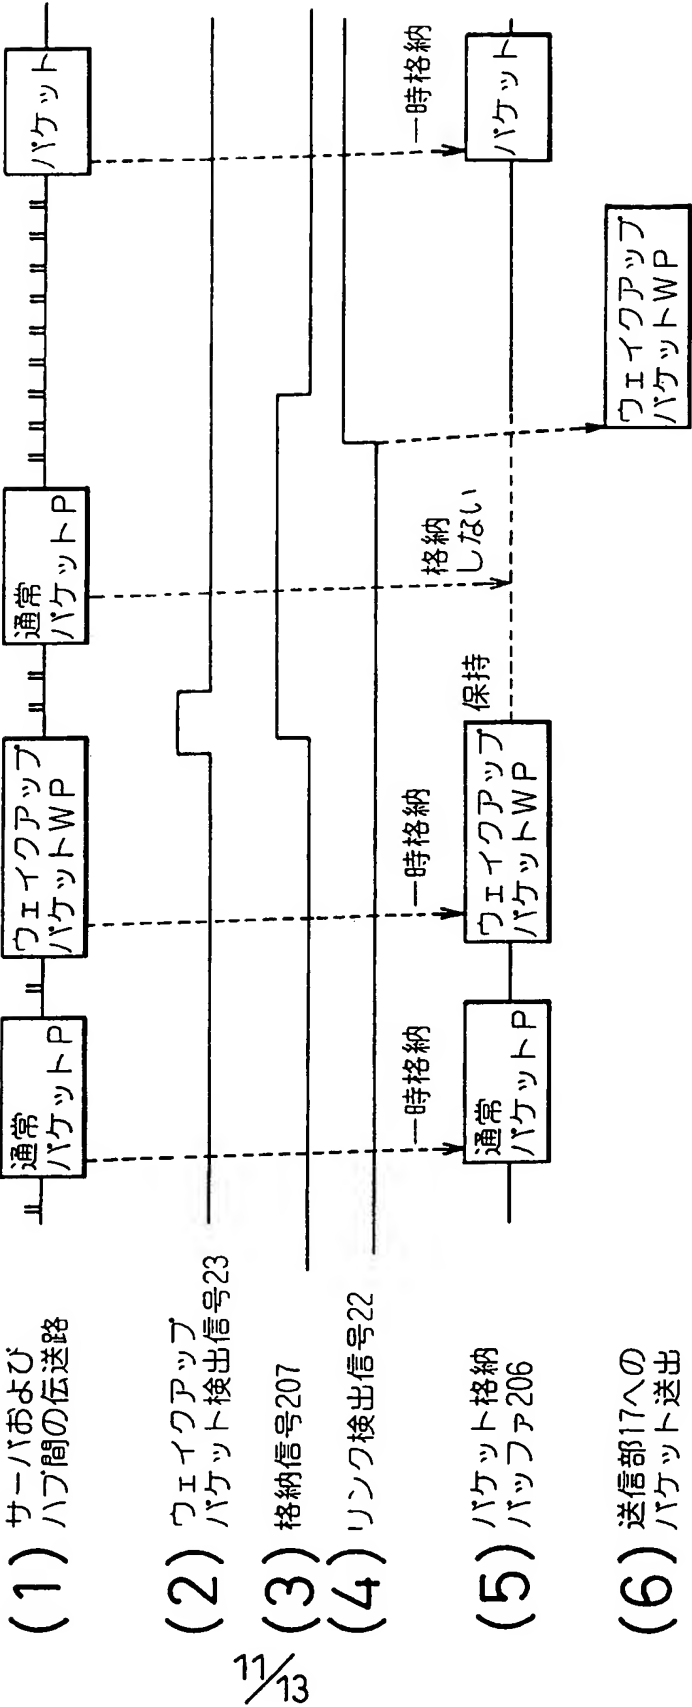 (1) サーバおよび
ハブ間の伝送路
通常
パケットP
ウェイクアップ
パケットWP
通常
パケットP
パケット
(2) ウェイクアップ
パケット検出信号23
(3) 格納信号207
(4) リンク検出信号22
一時格納
一時格納
格納
しない
一時格納
(5) パケット格納
バッファ206
通常
パケットP
ウェイクアップ
パケットWP
保持
パケット
(6) 送信部17への
パケット送出
ウェイクアップ
パケットWP
11/13